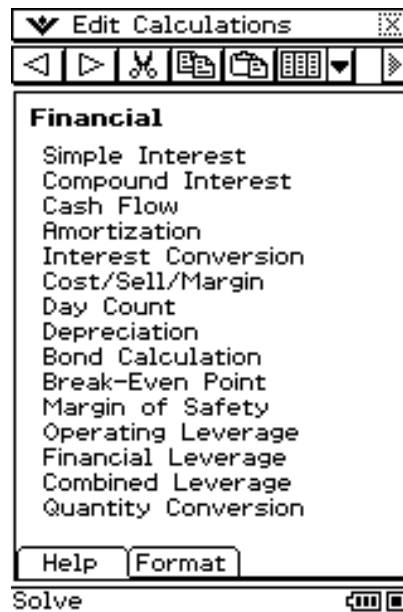 Edit Calculations
Financial
Simple Interest
Compound Interest
Cash Flow
Amortization
Interest Conversion
Cost/Sell/Margin
Day Count
Depreciation
Bond Calculation
Break-Even Point
Margin of Safety
Operating Leverage
Financial Leverage
Combined Leverage
Quantity Conversion
Help Format
Solve